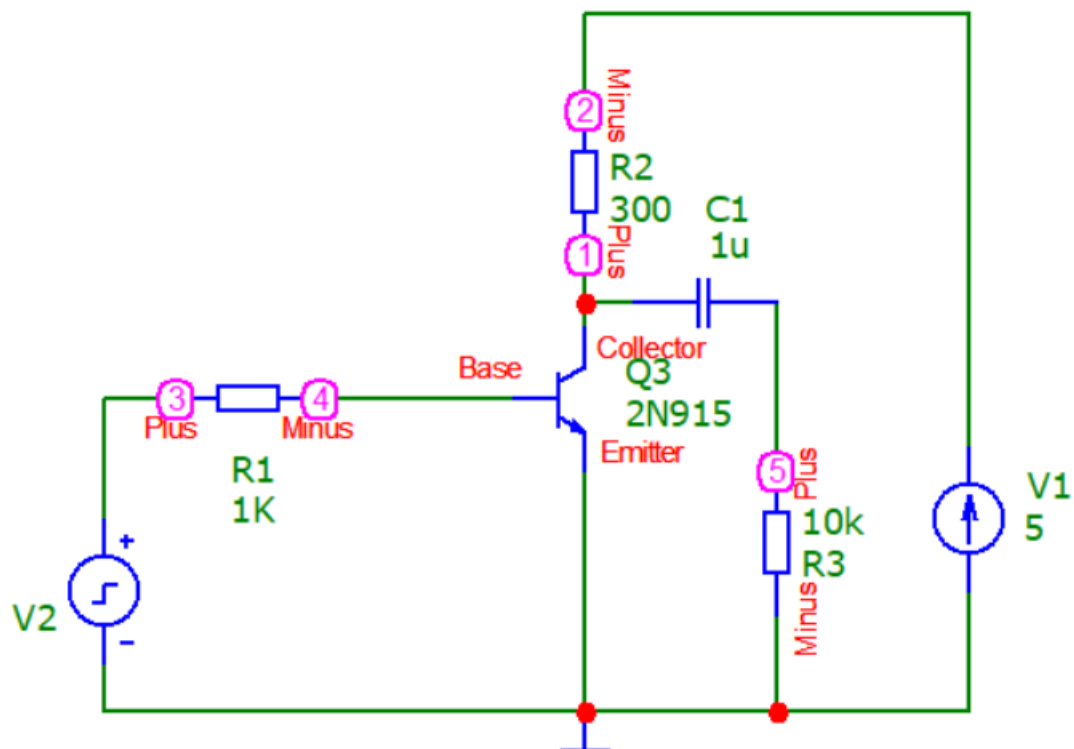 Minus
2
R2
300
Plus
1
C1
1u
Collector
Base
Q3
2N915
Emitter
3
Plus
4
Minus
R1
1K
5
Plus
10k
R3
Minus
V1
5
V2
+
-